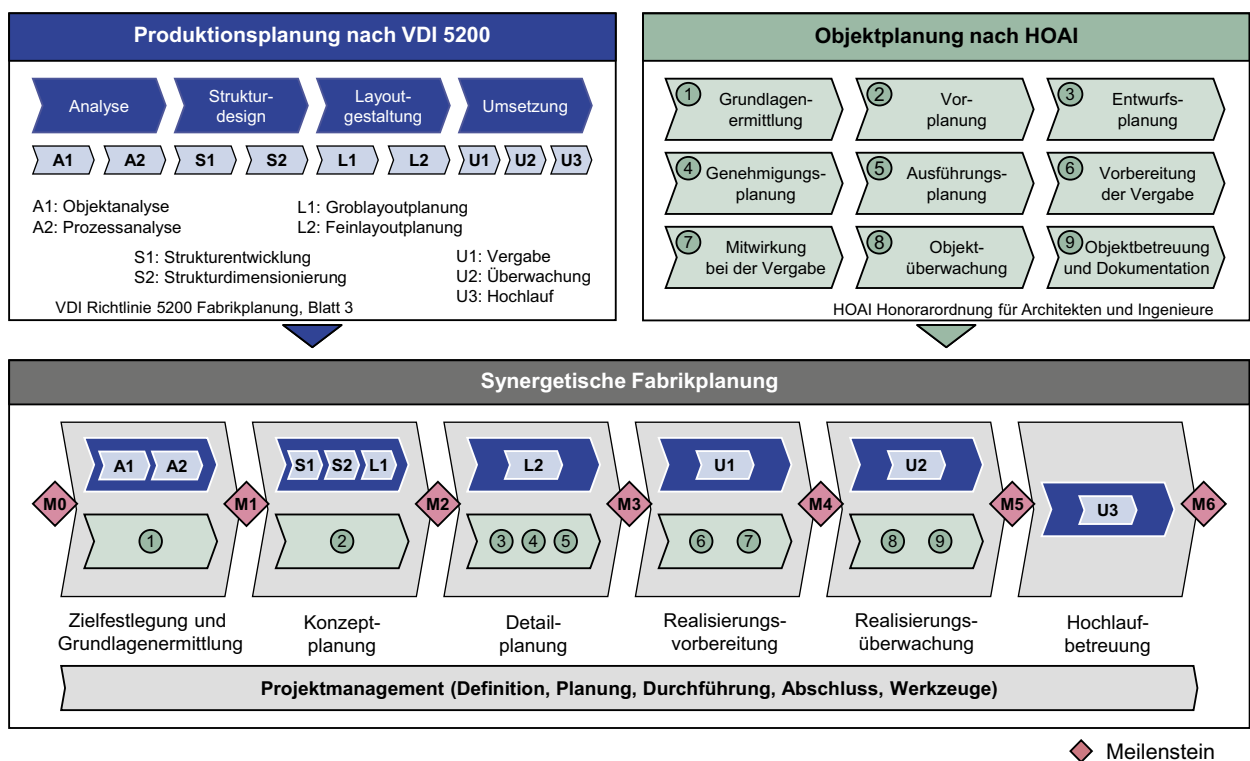 Produktionsplanung nach VDI 5200
Analyse
Struktur-
design
Layout-
gestaltung
Umsetzung
A1
A2
S1
S2
L1
L2
U1
U2
U3
A1: Objektanalyse
A2: Prozessanalyse
L1: Groblayoutplanung
L2: Feinlayoutplanung
S1: Strukturentwicklung
S2: Strukturdimensionierung
U1: Vergabe
U2: Überwachung
U3: Hochlauf
VDI Richtlinie 5200 Fabrikplanung, Blatt 3
Objektplanung nach HOAI
1
Grundlagen-
ermittlung
2
Vor-
planung
3
Entwurfs-
planung
4
Genehmigungs-
planung
5
Ausführungs-
planung
6
Vorbereitung
der Vergabe
7
Mitwirkung
bei der Vergabe
8
Objekt-
überwachung
9
Objektbetreuung
und Dokumentation
HOAI Honorarordnung für Architekten und Ingenieure
Synergetische Fabrikplanung
M0
A1
A2
1
M1
S1
S2
L1
2
M2
L2
3
4
5
M3
U1
6
7
M4
U2
8
9
M5
U3
M6
Zielfestlegung und
Grundlagenermittlung
Konzept-
planung
Detail-
planung
Realisierungs-
vorbereitung
Realisierungs-
überwachung
Hochlauf-
betreuung
Projektmanagement (Definition, Planung, Durchführung, Abschluss, Werkzeuge)
Meilenstein